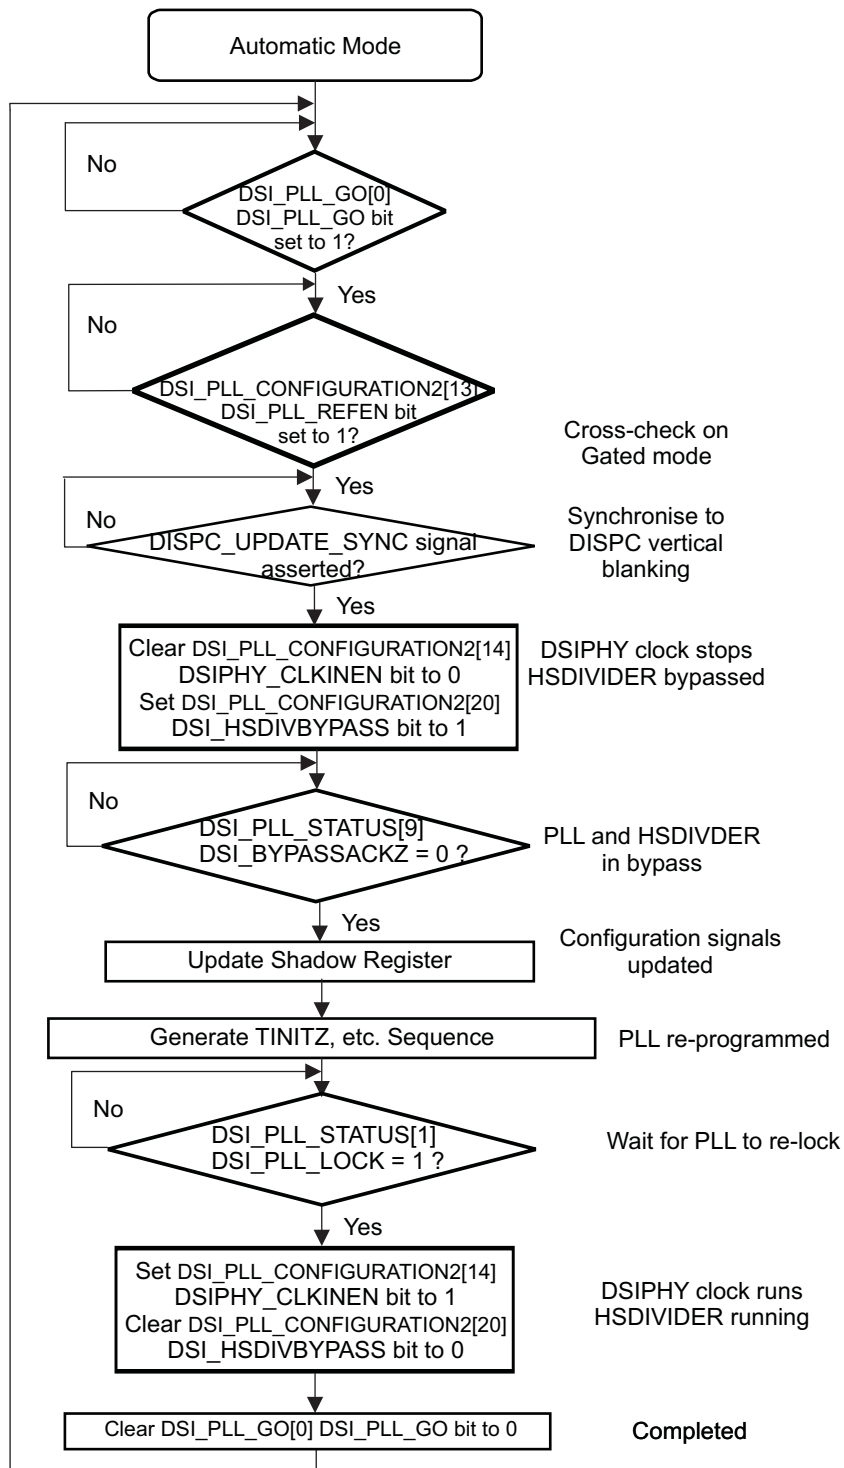 Automatic Mode
No
DSI_PLL_GO[0]
DSI_PLL_GO bit
set to 1?
Yes
No
DSI_PLL_CONFIGURATION2[13]
DSI_PLL_REFEN bit
set to 1?
Cross-check on
Gated mode
Yes
No
DISPC_UPDATE_SYNC signal
asserted?
Synchronise to
DISPC vertical
blanking
Yes
Clear DSI_PLL_CONFIGURATION2[14]
DSIPHY_CLKINEN bit to 0
Set DSI_PLL_CONFIGURATION2[20]
DSI_HSDIVBYPASS bit to 1
DSIPHY clock stops
HSDIVIDER bypassed
No
DSI_PLL_STATUS[9]
DSI_BYPASSACKZ = 0 ?
PLL and HSDIVDER
in bypass
Yes
Update Shadow Register
Configuration signals
updated
Generate TINITZ, etc. Sequence
PLL re-programmed
No
DSI_PLL_STATUS[1]
DSI_PLL_LOCK = 1 ?
Wait for PLL to re-lock
Yes
Set DSI_PLL_CONFIGURATION2[14]
DSIPHY_CLKINEN bit to 1
Clear DSI_PLL_CONFIGURATION2[20]
DSI_HSDIVBYPASS bit to 0
DSIPHY clock runs
HSDIVIDER running
Clear DSI_PLL_GO[0] DSI_PLL_GO bit to 0
Completed